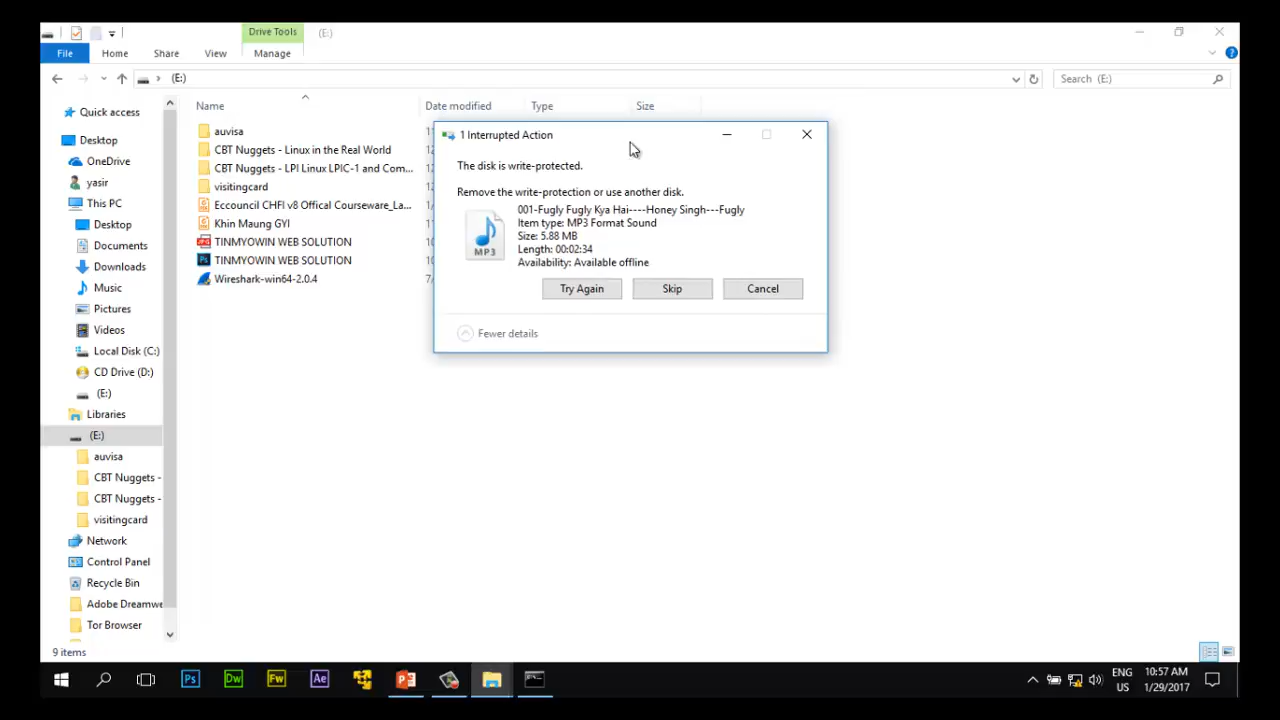 Drive Tools
(E:)
File
Home
Share
View
Manage
(E:)
Search (E:)
Name
Date modified
Type
Size
Quick access
Desktop
OneDrive
yasir
This PC
Desktop
Documents
Downloads
Music
Pictures
Videos
Local Disk (C:)
CD Drive (D:)
(E:)
Libraries
(E:)
auvisa
CBT Nuggets -
CBT Nuggets -
visitingcard
Network
Control Panel
Recycle Bin
Adobe Dreamwe
Tor Browser
auvisa
CBT Nuggets - Linux in the Real World
CBT Nuggets - LPI Linux LPIC-1 and Com...
visitingcard
Eccouncil CHFI v8 Offical Courseware_La...
Khin Maung GYI
TINMYOWIN WEB SOLUTION
TINMYOWIN WEB SOLUTION
Wireshark-win64-2.0.4
1 Interrupted Action
The disk is write-protected.
Remove the write-protection or use another disk.
001-Fugly Fugly Kya Hai----Honey Singh---Fugly
Item type: MP3 Format Sound
Size: 5.88 MB
Length: 00:02:34
Availability: Available offline
MP3
Try Again
Skip
Cancel
Fewer details
9 items
Ps
Dw
Fw
Ae
ENG
US
10:57 AM
1/29/2017